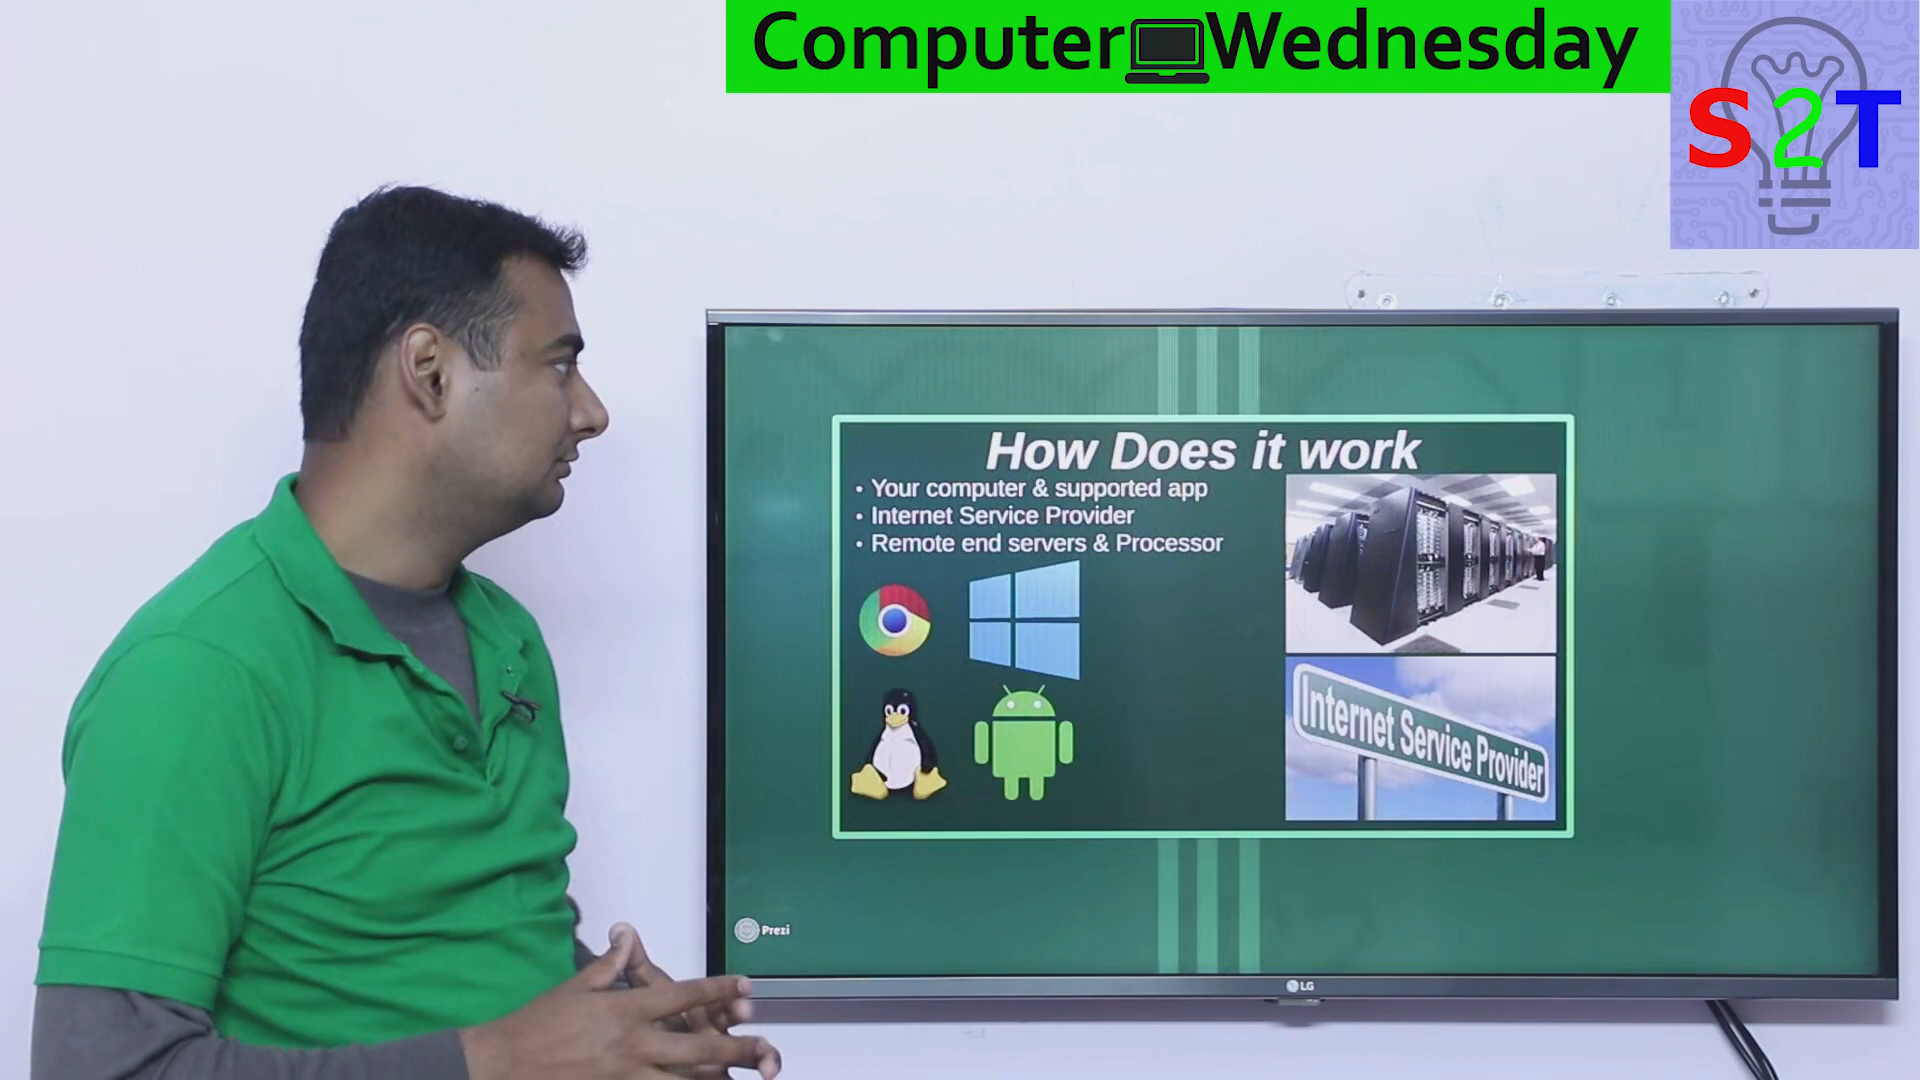 Computer Wednesday
S2T
How Does it work
• Your computer & supported app
• Internet Service Provider
• Remote end servers & Processor
Internet Service Provider
Prezi
LG